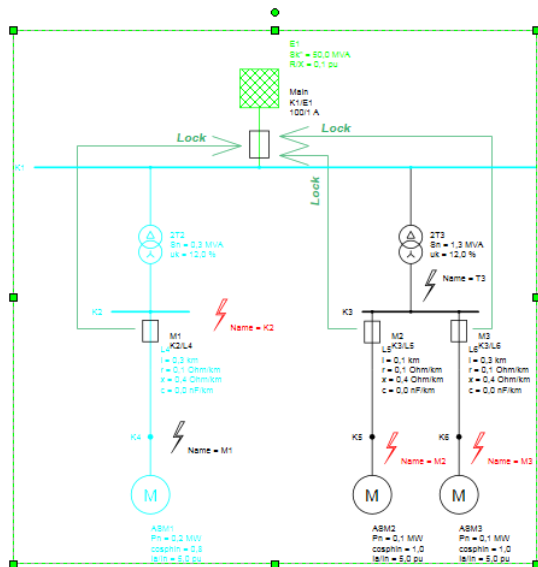 E1
Sk" = 50,0 MVA
R/X = 0,1 pu
Main
K1/E1
100/1 A
Lock
Lock
K1
Lock
2T2
Sn = 0,3 MVA
uk = 12,0 %
2T3
Sn = 1,3 MVA
uk = 12,0 %
Name = T3
K2
Name = K2
K3
M1
K2/L4
L4
l = 0,3 km
r = 0,1 Ohm/km
x = 0,4 Ohm/km
c = 0,0 nF/km
M2
K3/L5
L5
l = 0,1 km
r = 0,1 Ohm/km
x = 0,4 Ohm/km
c = 0,0 nF/km
M3
K3/L6
L6
l = 0,3 km
r = 0,1 Ohm/km
x = 0,4 Ohm/km
c = 0,0 nF/km
K4
Name = M1
K5
Name = M2
Name = M3
M
M
M
ASM1
Pn = 0,2 MW
Ia/In = 5,0 pu
ASM2
Pn = 0,1 MW
cosphin = 1,0
Ia/In = 5,0 pu
ASM3
Pn = 0,1 MW
cosphin = 1,0
Ia/In = 5,0 pu